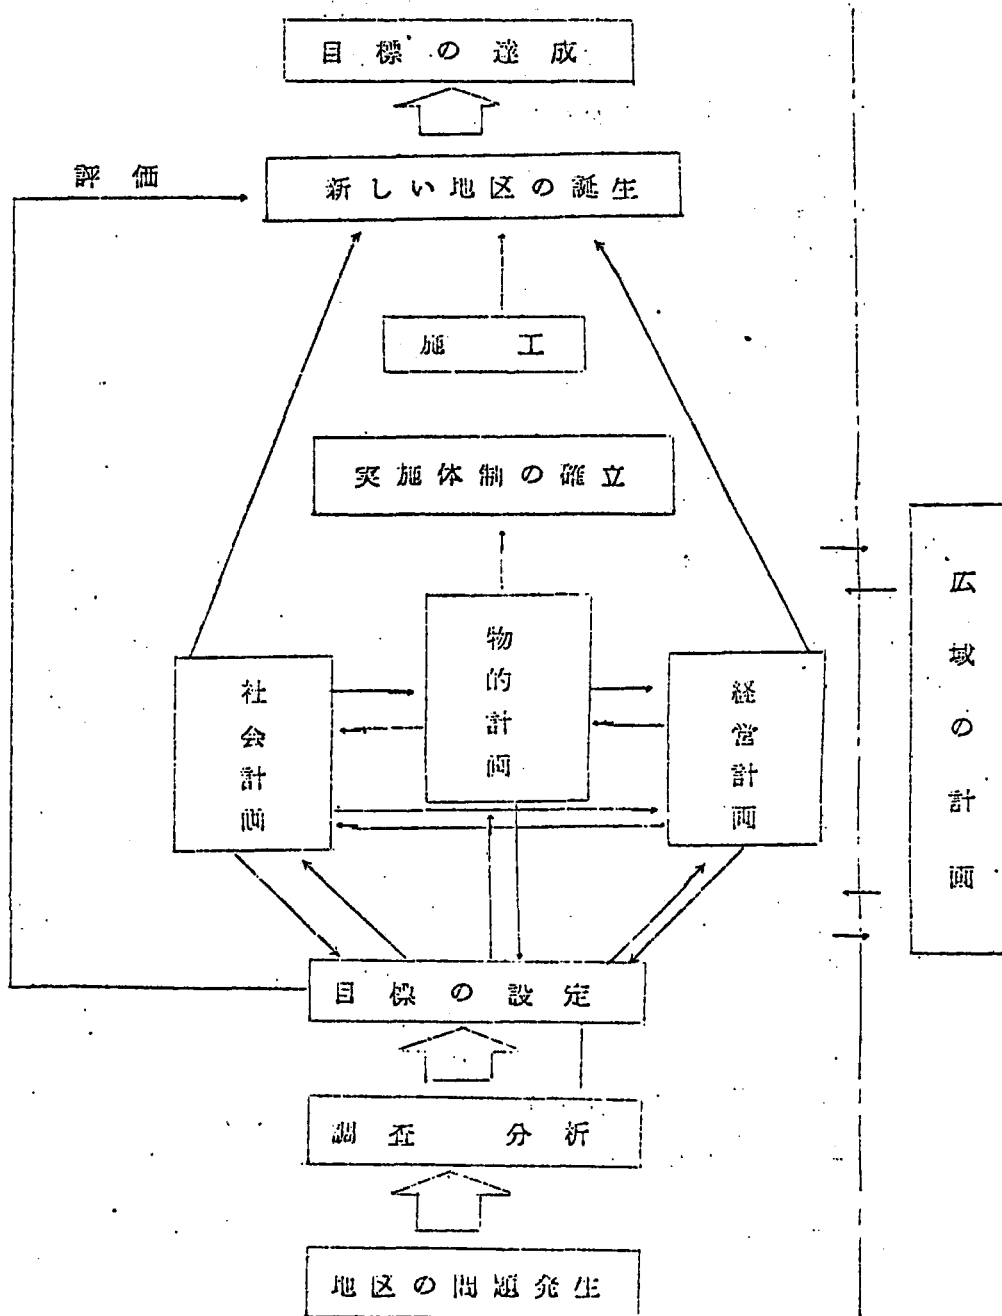 目標の達成
評価
新しい地区の誕生
施工
実施体制の確立
物的計画
社会計画
経営計画
広域の計画
目標の設定
調査 分析
地区の問題発生